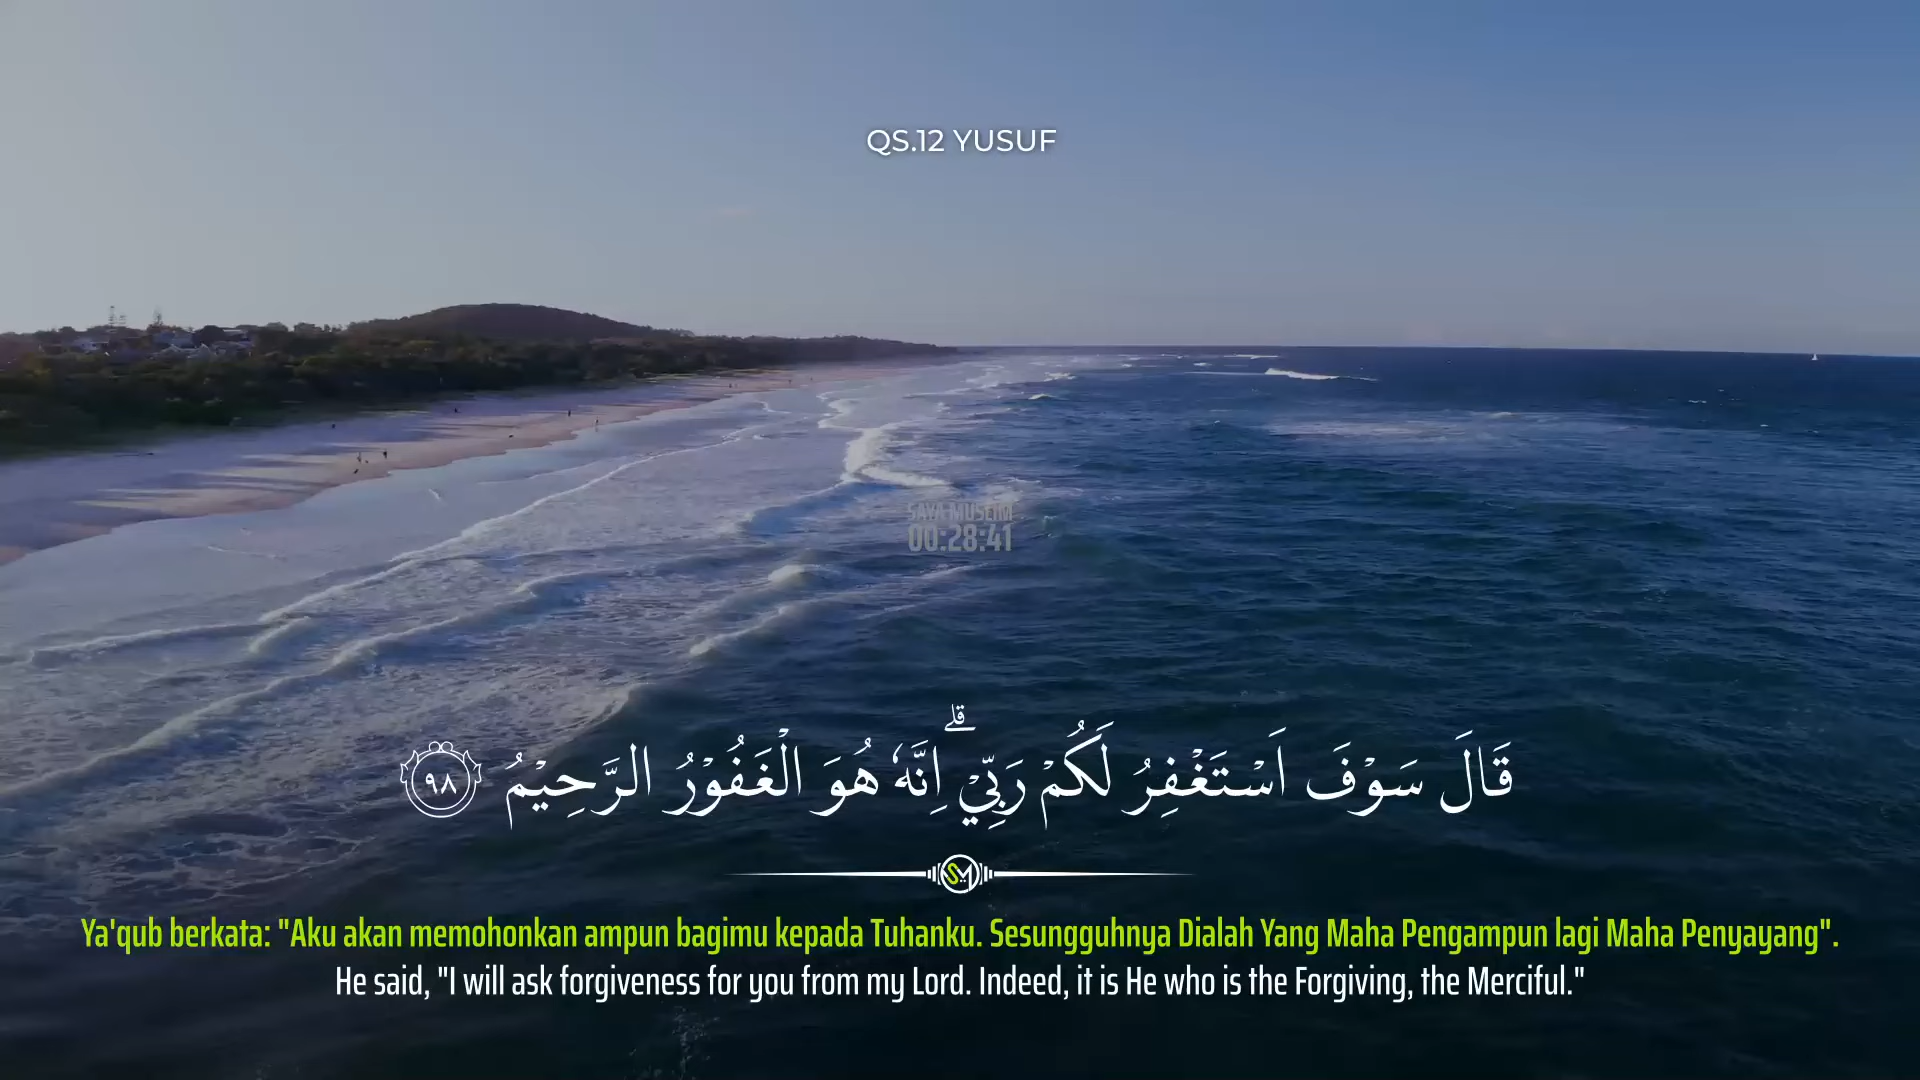 QS.12 YUSUF
SAYA MUSLIM
00:28:41
قَالَ سَوْفَ اَسْتَغْفِرُ لَكُمْ رَبِّيْ ۗاِنَّهٗ هُوَ الْغَفُوْرُ الرَّحِيْمُ ٩٨
SM
Ya'qub berkata: "Aku akan memohonkan ampun bagimu kepada Tuhanku. Sesungguhnya Dialah Yang Maha Pengampun lagi Maha Penyayang".
He said, "I will ask forgiveness for you from my Lord. Indeed, it is He who is the Forgiving, the Merciful."